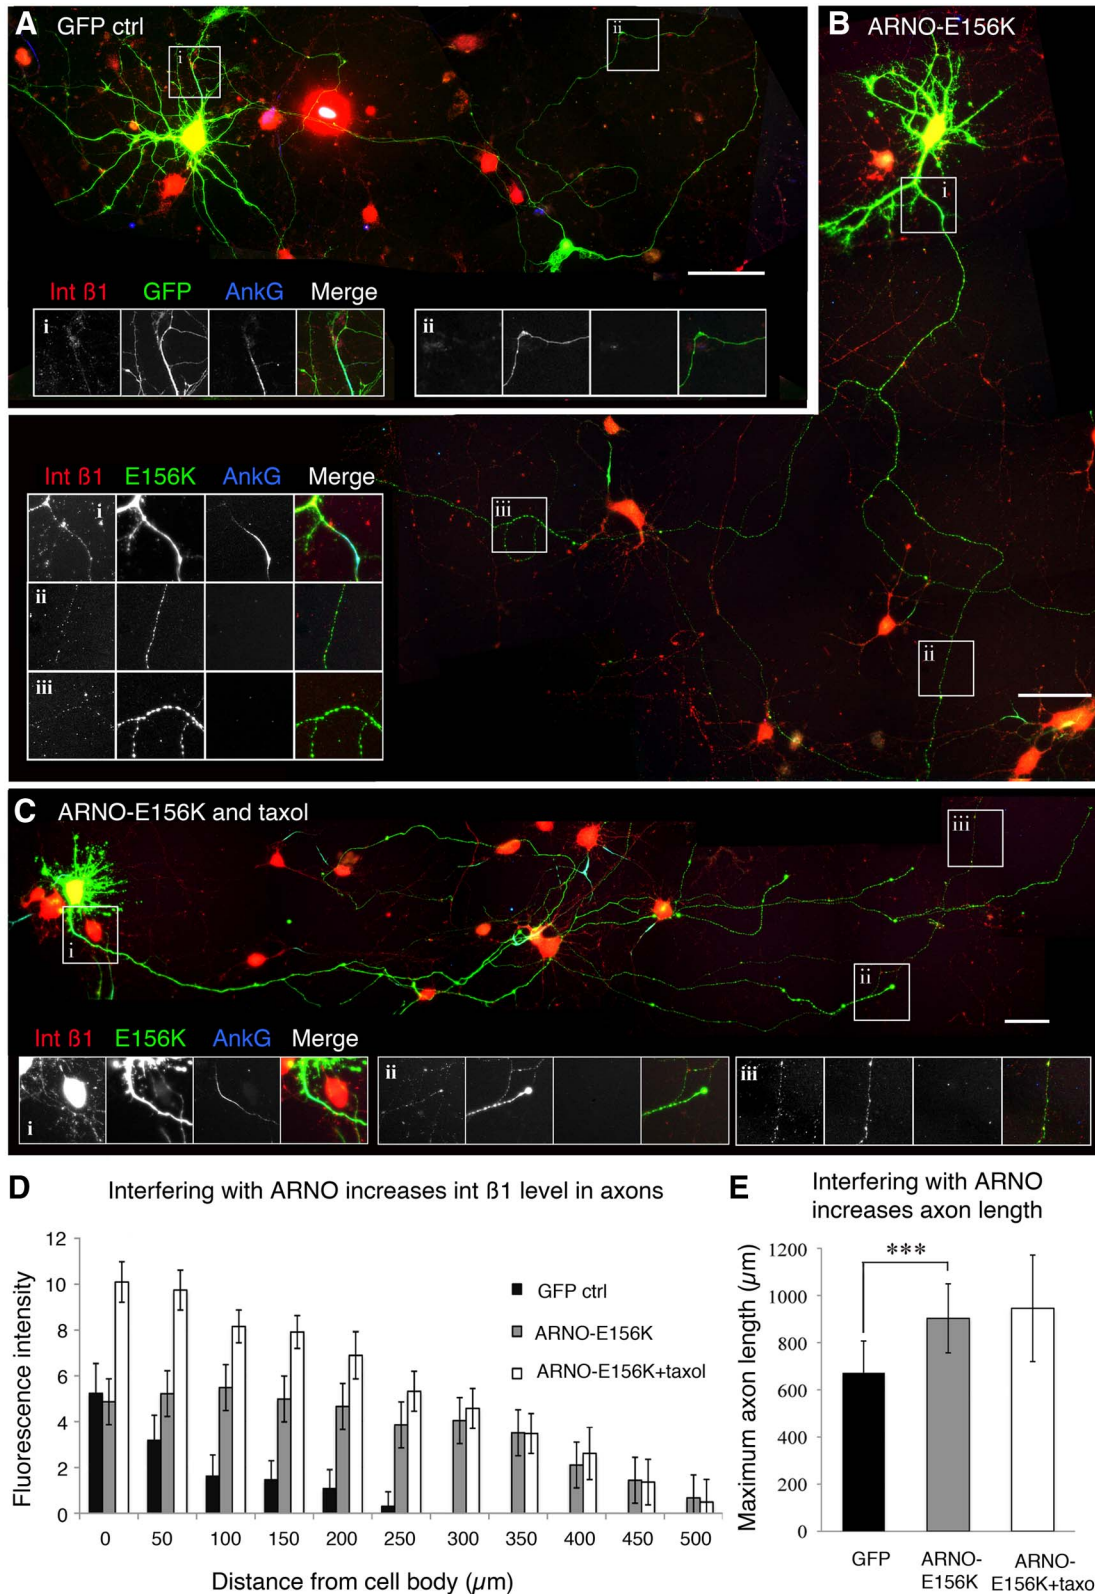 A GFP ctrl
i
ii
B ARNO-E156K
i
Int ß1 GFP AnkG Merge
i
ii
Int ß1 E156K AnkG Merge
i
ii
iii
iii
ii
C ARNO-E156K and taxol
iii
i
ii
Int ß1 E156K AnkG Merge
i
ii
iii
D Interfering with ARNO increases int ß1 level in axons
Fluorescence intensity
12
10
8
6
4
2
0
GFP ctrl
ARNO-E156K
ARNO-E156K+taxol
0 50 100 150 200 250 300 350 400 450 500
Distance from cell body (µm)
E Interfering with ARNO
increases axon length
Maximum axon length (µm)
1200
1000
800
600
400
200
0
***
GFP
ARNO-
E156K
ARNO-
E156K+taxo